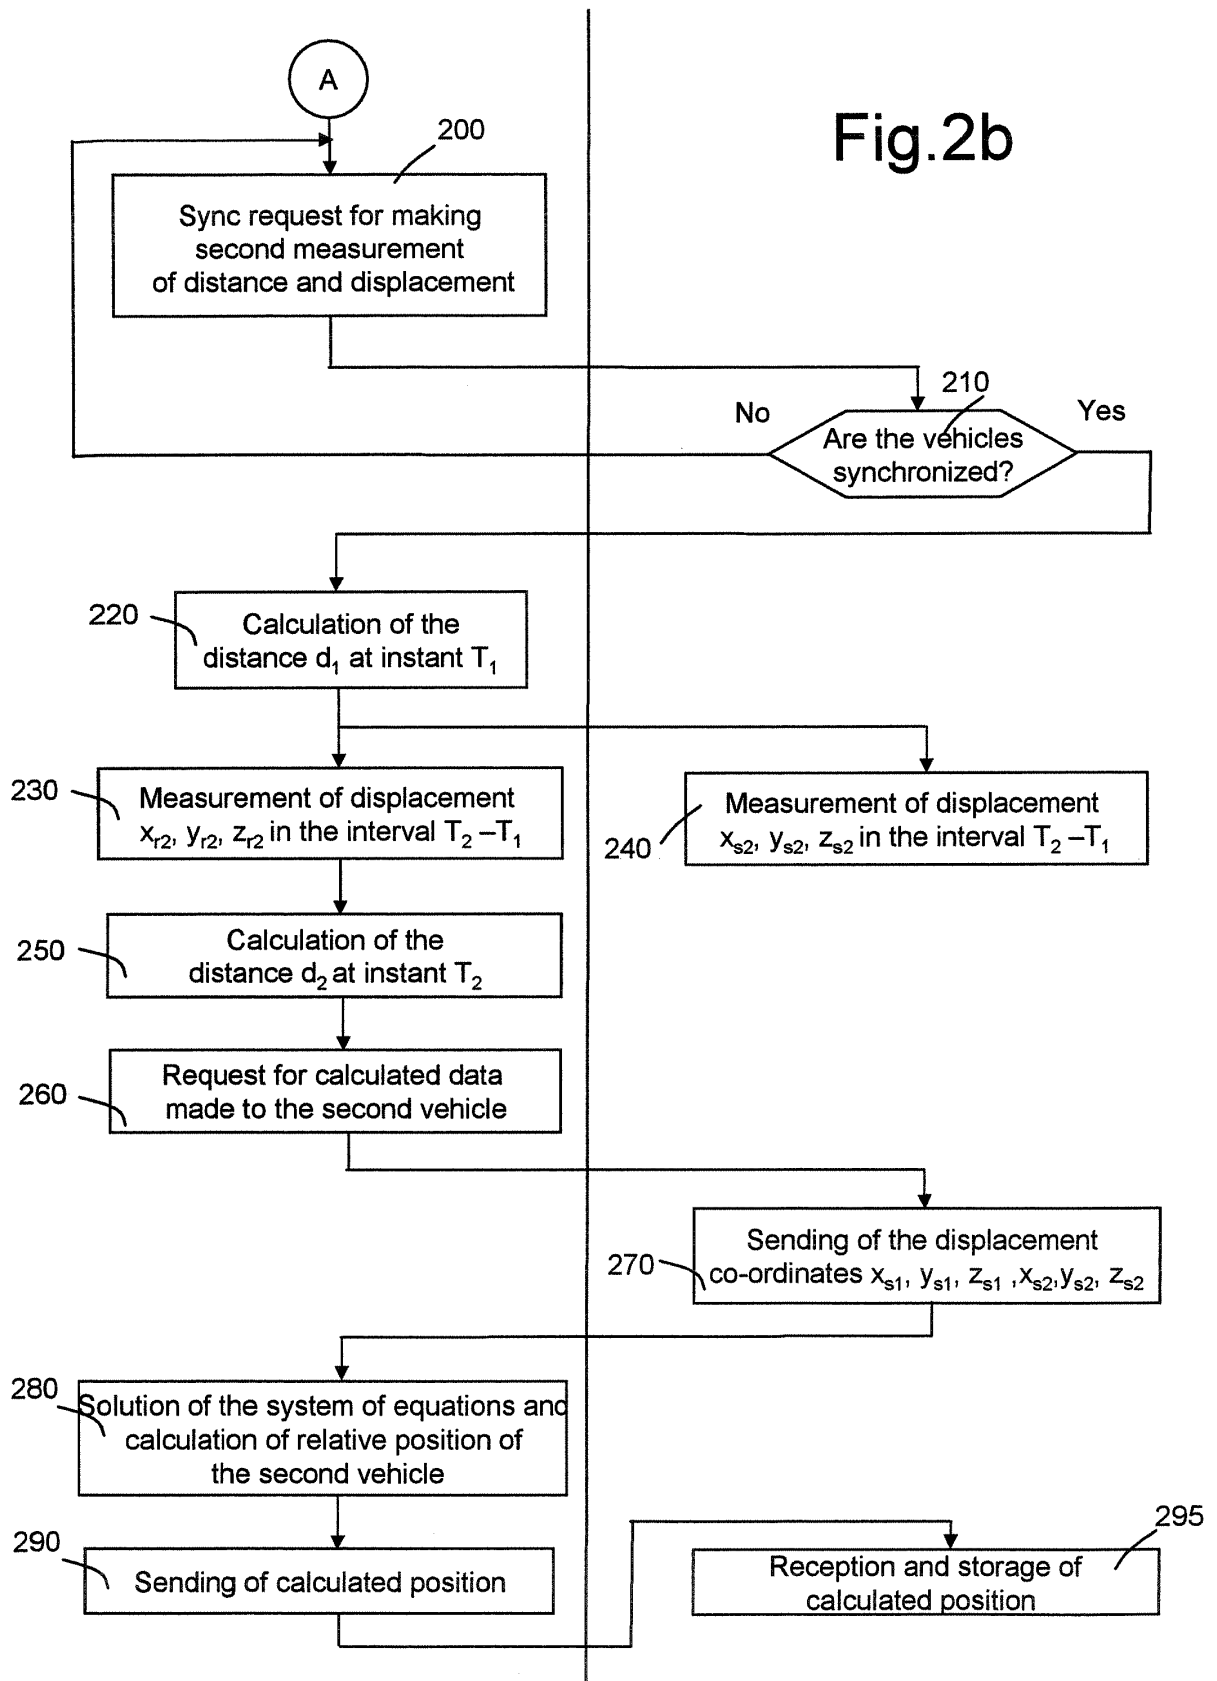 A
Fig.2b
200
Sync request for making
second measurement
of distance and displacement
210
No
Yes
Are the vehicles
synchronized?
220
Calculation of the
distance d₁ at instant T₁
230
Measurement of displacement
xᵣ₂, yᵣ₂, zᵣ₂ in the interval T₂ –T₁
240
Measurement of displacement
xₛ₂, yₛ₂, zₛ₂ in the interval T₂ –T₁
250
Calculation of the
distance d₂ at instant T₂
260
Request for calculated data
made to the second vehicle
270
Sending of the displacement
co-ordinates xₛ₁, yₛ₁, zₛ₁ ,xₛ₂,yₛ₂, zₛ₂
280
Solution of the system of equations and
calculation of relative position of
the second vehicle
290
Sending of calculated position
295
Reception and storage of
calculated position